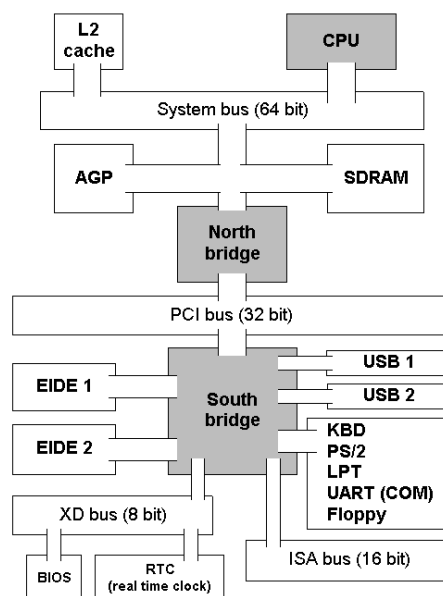 L2
cache
CPU
System bus (64 bit)
AGP
SDRAM
North
bridge
PCI bus (32 bit)
EIDE 1
South
bridge
USB 1
USB 2
EIDE 2
KBD
PS/2
LPT
UART (COM)
Floppy
XD bus (8 bit)
ISA bus (16 bit)
BIOS
RTC
(real time clock)